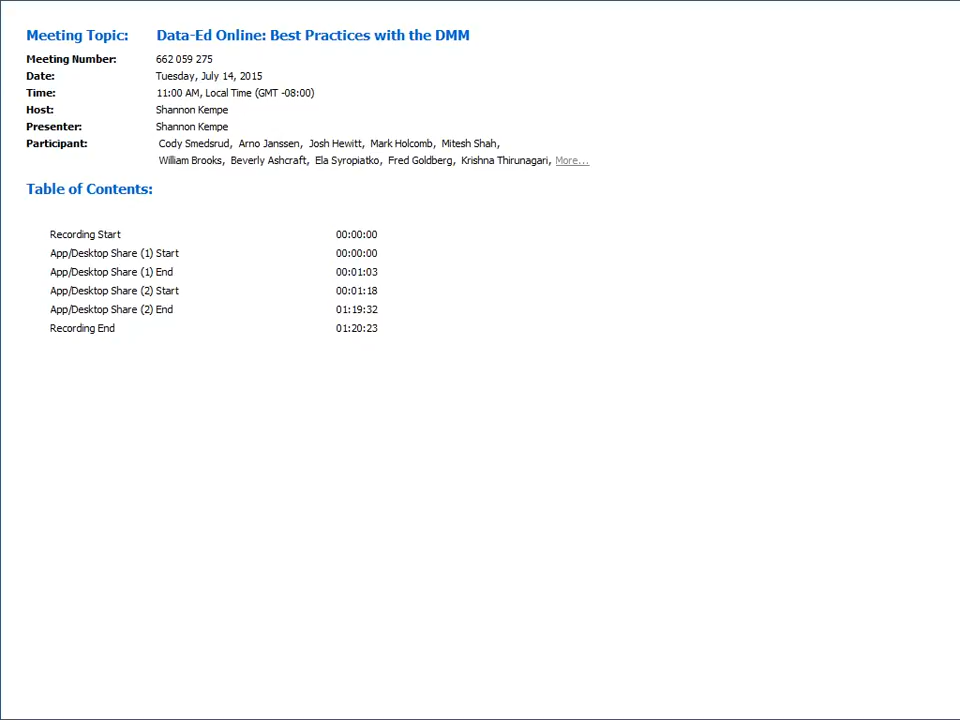 Meeting Topic: Data-Ed Online: Best Practices with the DMM
Meeting Number: 662 059 275
Date: Tuesday, July 14, 2015
Time: 11:00 AM, Local Time (GMT -08:00)
Host: Shannon Kempe
Presenter: Shannon Kempe
Participant: Cody Smedsrud, Arno Janssen, Josh Hewitt, Mark Holcomb, Mitesh Shah,
William Brooks, Beverly Ashcraft, Ela Syropiatko, Fred Goldberg, Krishna Thirunagari, More...
Table of Contents:
Recording Start 00:00:00
App/Desktop Share (1) Start 00:00:00
App/Desktop Share (1) End 00:01:03
App/Desktop Share (2) Start 00:01:18
App/Desktop Share (2) End 01:19:32
Recording End 01:20:23